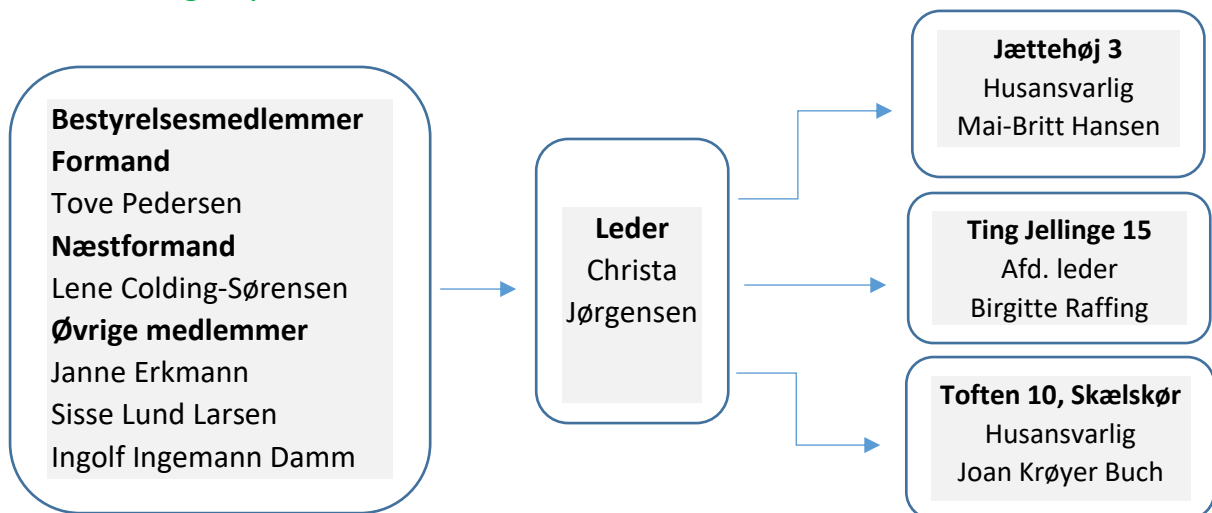 Bestyrelsesmedlemmer
Formand
Tove Pedersen
Næstformand
Lene Colding-Sørensen
Øvrige medlemmer
Janne Erkmann
Sisse Lund Larsen
Ingolf Ingemann Damm
Leder
Christa
Jørgensen
Jættehøj 3
Husansvarlig
Mai-Britt Hansen
Ting Jellinge 15
Afd. leder
Birgitte Raffing
Toften 10, Skælskør
Husansvarlig
Joan Krøyer Buch